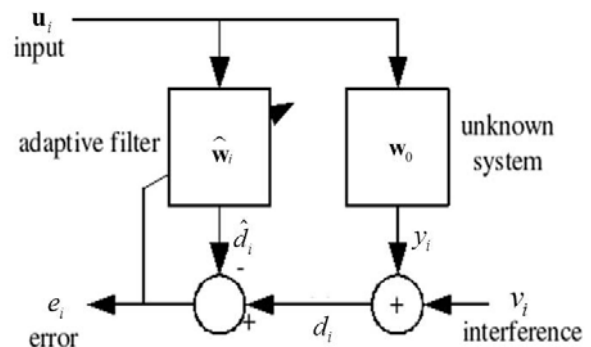 u_i
input
adaptive filter
ŵ_i
w_0
unknown
system
d̂_i
-
y_i
e_i
error
+
d_i
+
v_i
interference